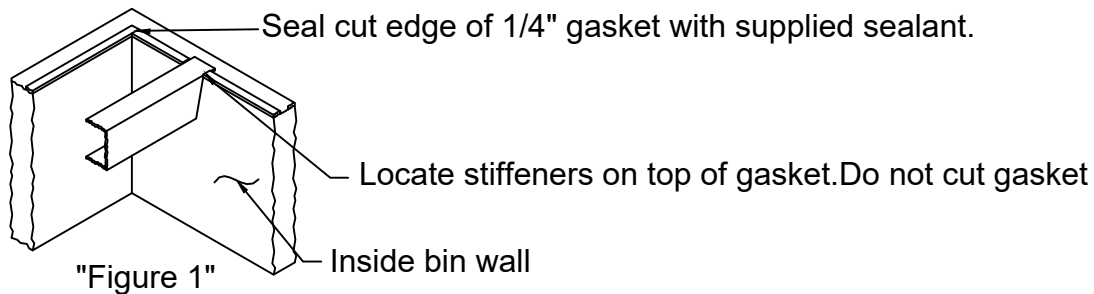 Seal cut edge of 1/4" gasket with supplied sealant.
Locate stiffeners on top of gasket.Do not cut gasket
Inside bin wall
"Figure 1"